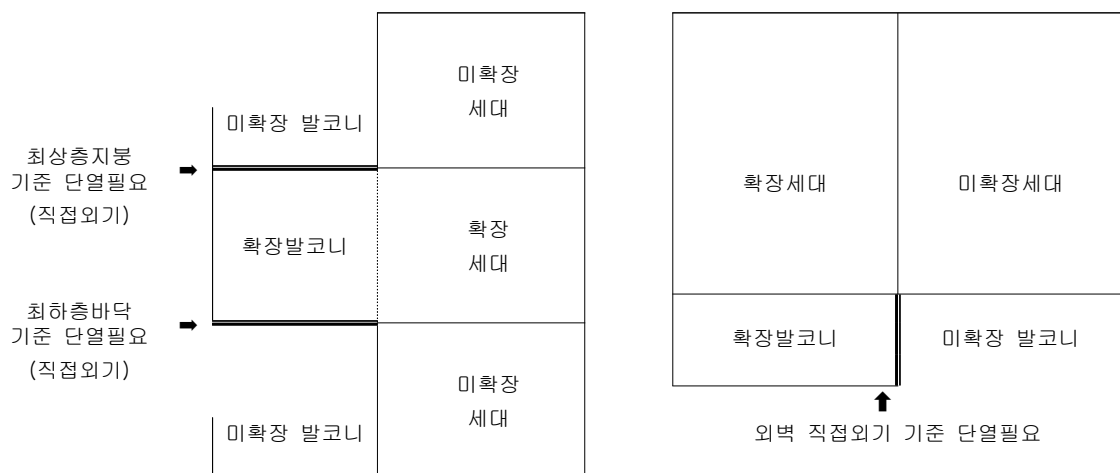 미확장
세대
미확장 발코니
최상층지붕
기준 단열필요
(직접외기)
확장발코니
확장
세대
최하층바닥
기준 단열필요
(직접외기)
미확장
세대
미확장 발코니
확장세대
미확장세대
확장발코니
미확장 발코니
외벽 직접외기 기준 단열필요